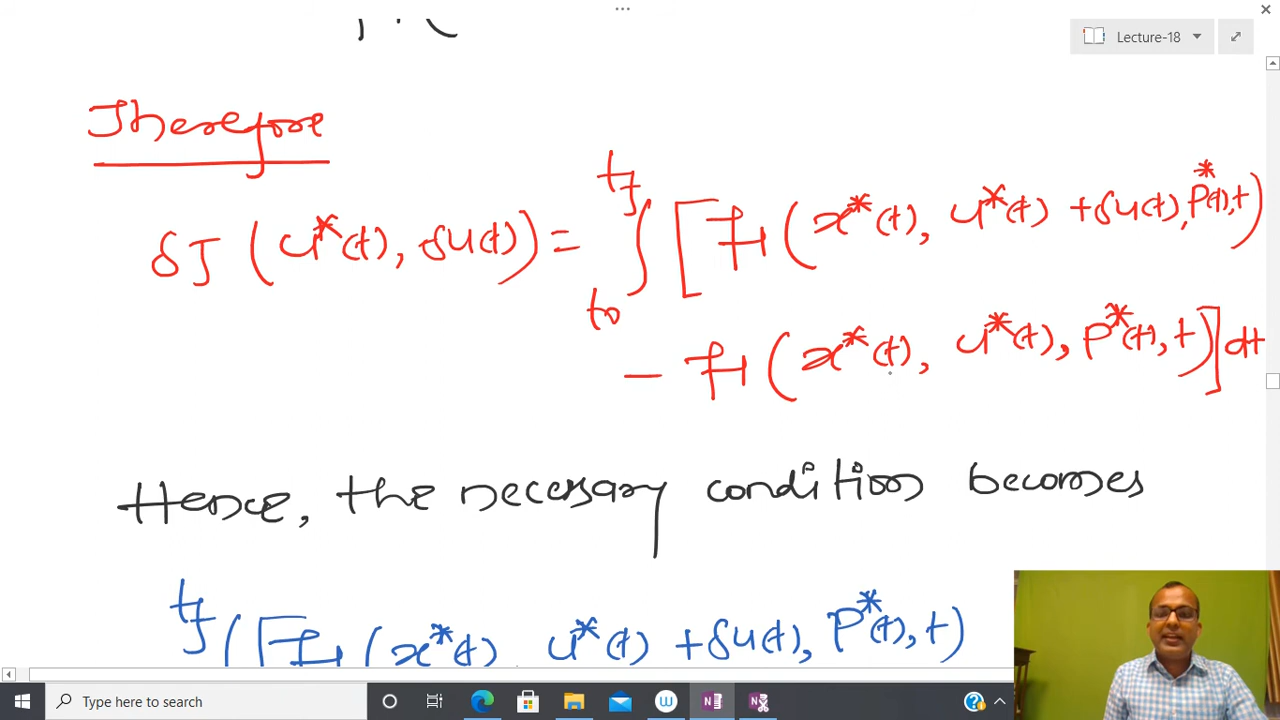 Lecture-18
Therefore
δJ (u*(t), δu(t)) = ∫_{t0}^{tf} [ℋ (x*(t), u*(t) + δu(t), p*(t), t)
− ℋ (x*(t), u*(t), p*(t), t)] dt
Hence, the necessary condition becomes
tf
∫ ([ℋ (x*(t) u*(t) + δu(t), p*(t), t)
Type here to search